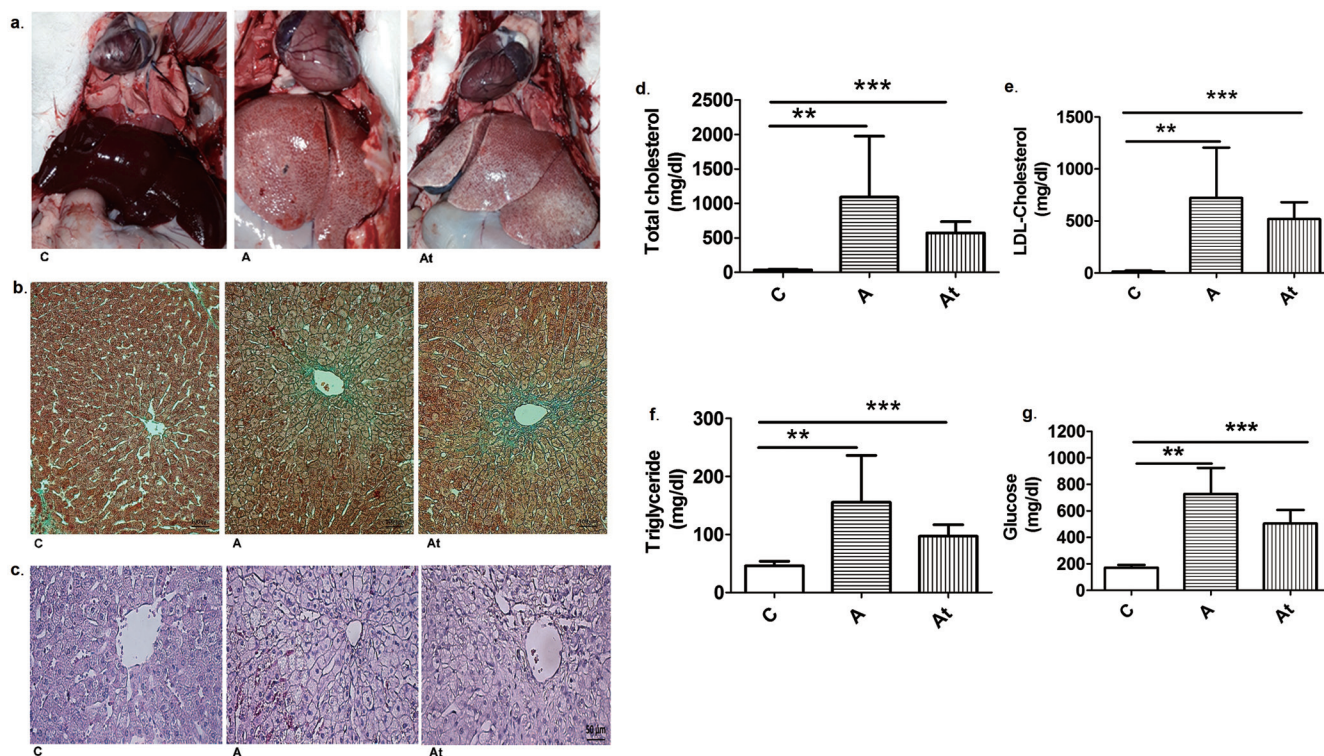 a.
C
A
At
b.
C
A
At
c.
50 µm
C
A
At
d.
Total cholesterol
(mg/dl)
2500
2000
1500
1000
500
0
**
***
C
A
At
e.
LDL-Cholesterol
(mg/dl)
1500
1000
500
0
**
***
C
A
At
f.
Triglyceride
(mg/dl)
300
200
100
0
**
***
C
A
At
g.
Glucose
(mg/dl)
1200
1000
800
600
400
200
0
**
***
C
A
At